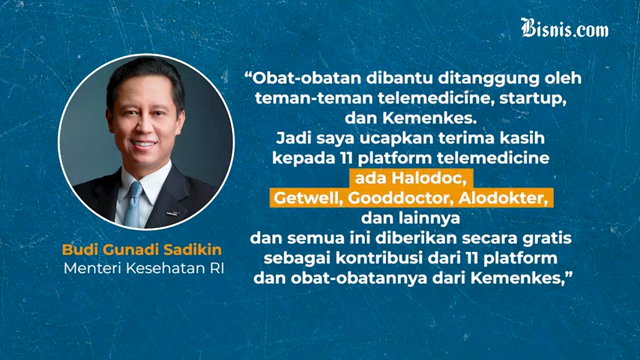 Bisnis.com
“Obat-obatan dibantu ditanggung oleh
teman-teman telemedicine, startup,
dan Kemenkes.
Jadi saya ucapkan terima kasih
kepada 11 platform telemedicine
ada Halodoc,
Getwell, Gooddoctor, Alodokter,
dan lainnya
dan semua ini diberikan secara gratis
sebagai kontribusi dari 11 platform
dan obat-obatannya dari Kemenkes,”
Budi Gunadi Sadikin
Menteri Kesehatan RI